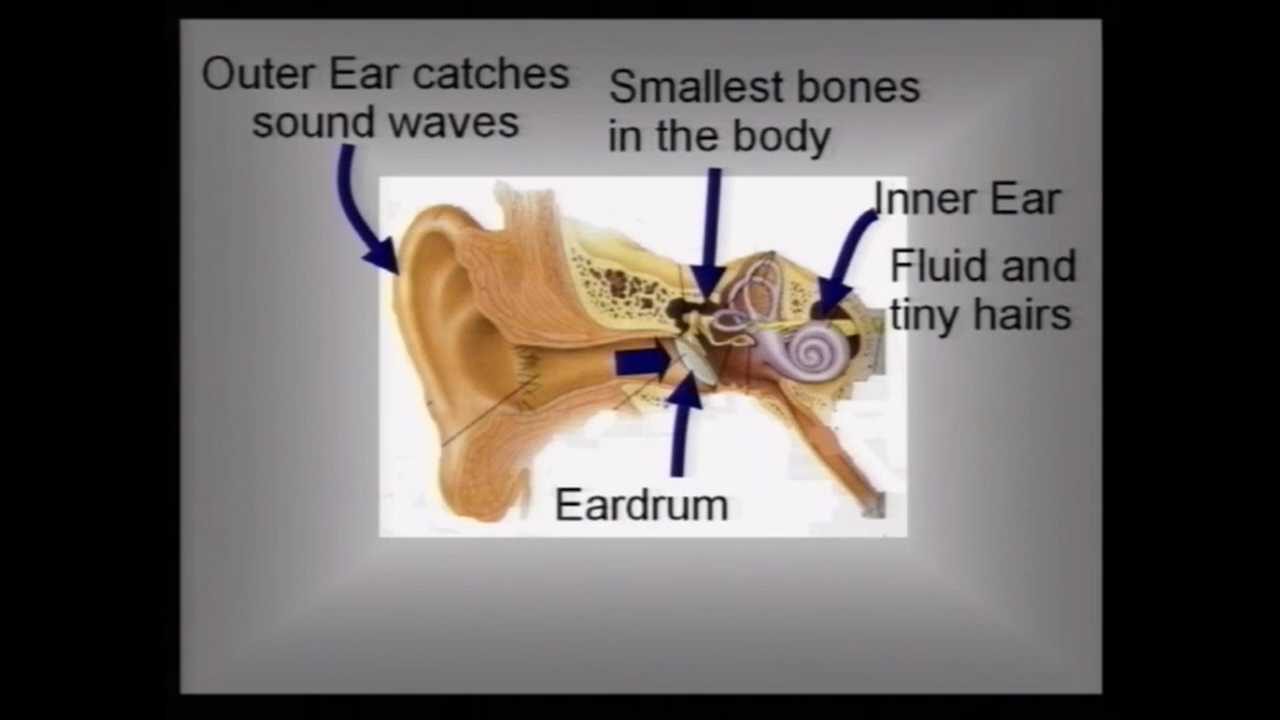 Outer Ear catches
sound waves
Smallest bones
in the body
Inner Ear
Fluid and
tiny hairs
Eardrum